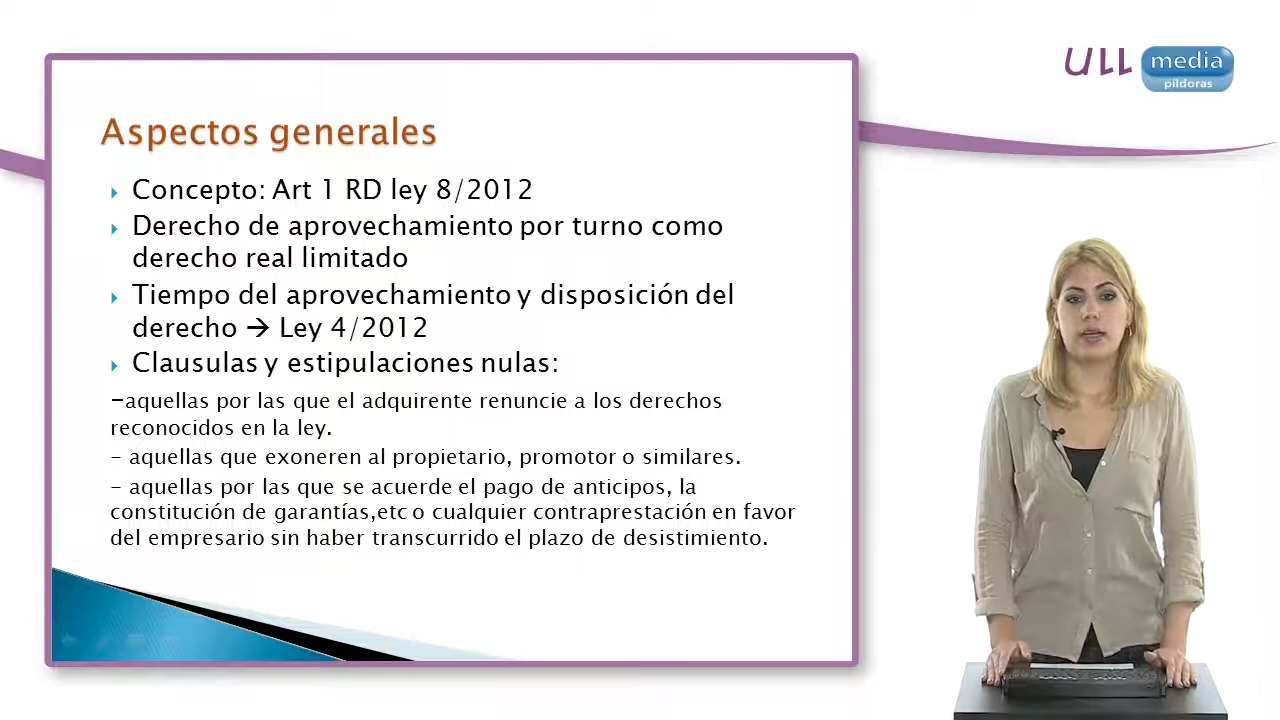 ULL media
píldoras
Aspectos generales
Concepto: Art 1 RD ley 8/2012
Derecho de aprovechamiento por turno como
derecho real limitado
Tiempo del aprovechamiento y disposición del
derecho → Ley 4/2012
Clausulas y estipulaciones nulas:
-aquellas por las que el adquirente renuncie a los derechos
reconocidos en la ley.
- aquellas que exoneren al propietario, promotor o similares.
- aquellas por las que se acuerde el pago de anticipos, la
constitución de garantías,etc o cualquier contraprestación en favor
del empresario sin haber transcurrido el plazo de desistimiento.